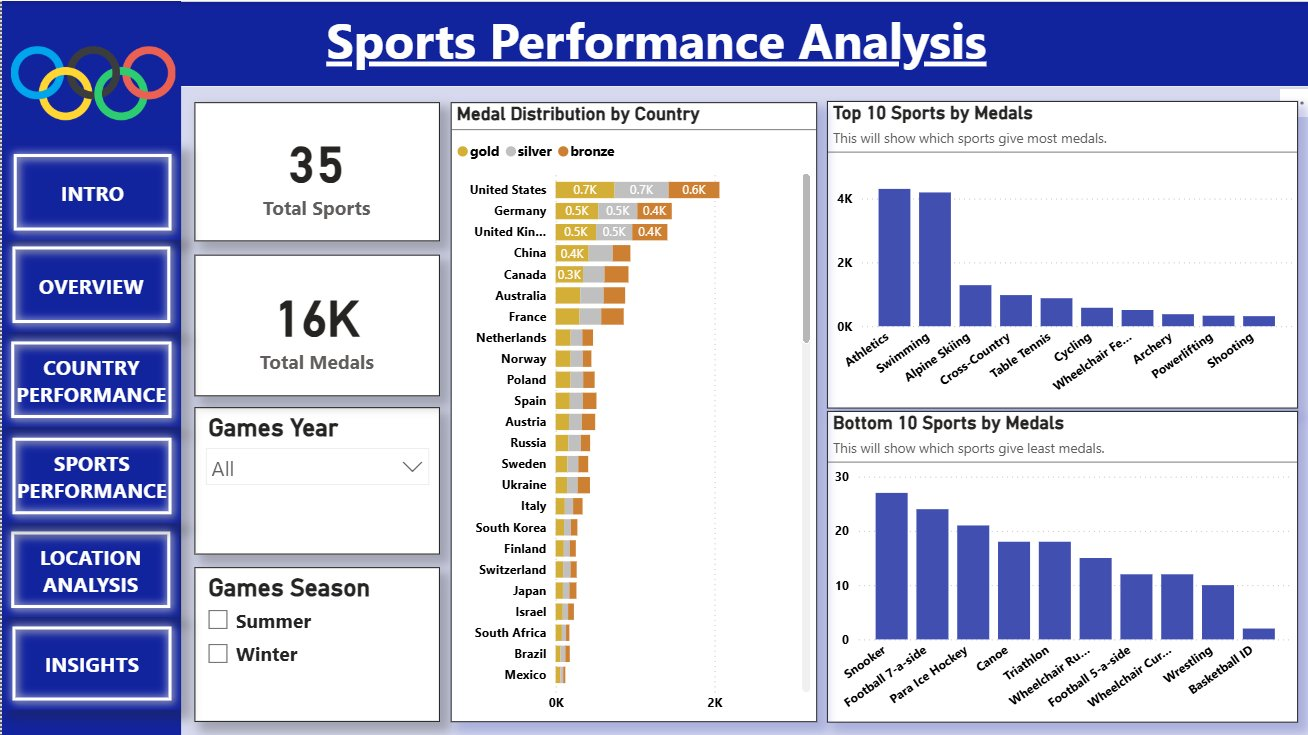 Sports Performance Analysis
INTRO
OVERVIEW
COUNTRY
PERFORMANCE
SPORTS
PERFORMANCE
LOCATION
ANALYSIS
INSIGHTS
35
Total Sports
16K
Total Medals
Games Year
All
Games Season
Summer
Winter
Medal Distribution by Country
gold silver bronze
United States 0.7K 0.7K 0.6K
Germany 0.5K 0.5K 0.4K
United Kin... 0.5K 0.5K 0.4K
China 0.4K
Canada 0.3K
Australia
France
Netherlands
Norway
Poland
Spain
Austria
Russia
Sweden
Ukraine
Italy
South Korea
Finland
Switzerland
Japan
Israel
South Africa
Brazil
Mexico
0K 2K
Top 10 Sports by Medals
This will show which sports give most medals.
4K
2K
0K
Athletics
Swimming
Alpine Skiing
Cross-Country
Table Tennis
Cycling
Wheelchair Fe...
Archery
Powerlifting
Shooting
Bottom 10 Sports by Medals
This will show which sports give least medals.
30
20
10
0
Snooker
Football 7-a-side
Para Ice Hockey
Canoe
Triathlon
Wheelchair Ru...
Football 5-a-side
Wheelchair Cur...
Wrestling
Basketball ID